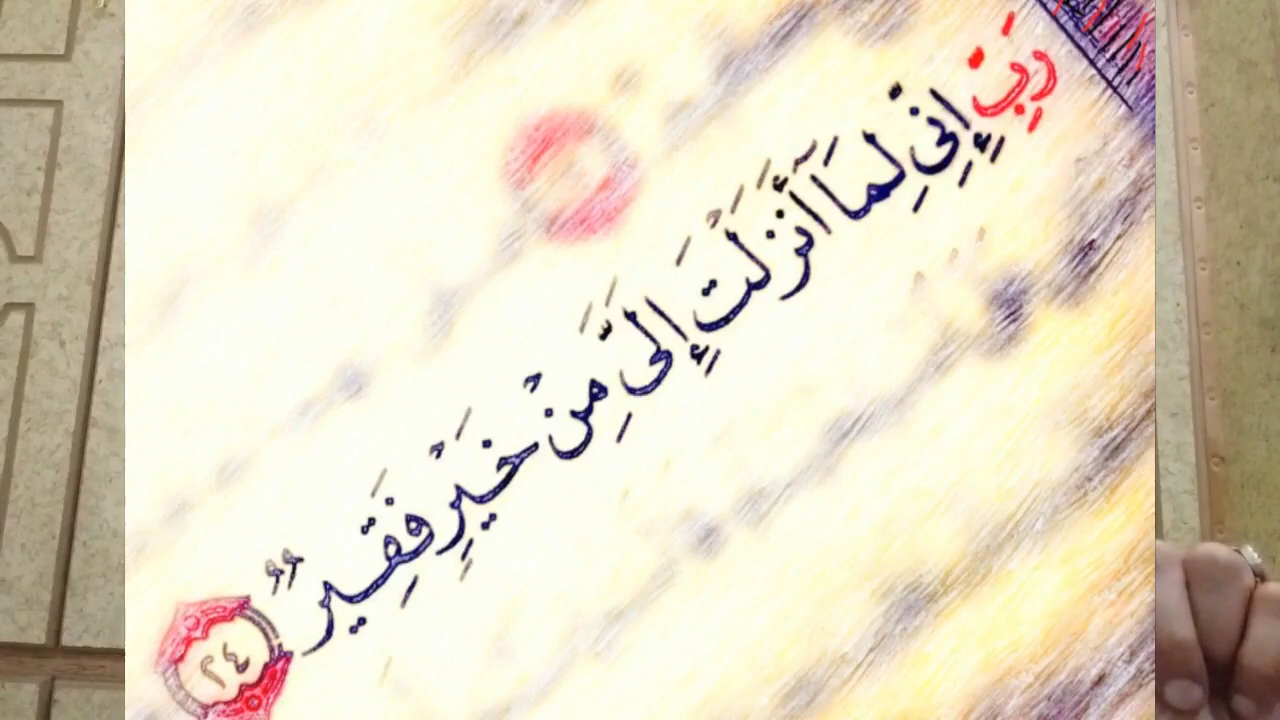 رَبِّ إِنِّي لِمَآ أَنزَلْتَ إِلَىَّ مِنْ خَيْرٍ فَقِيرٌ ٢٤